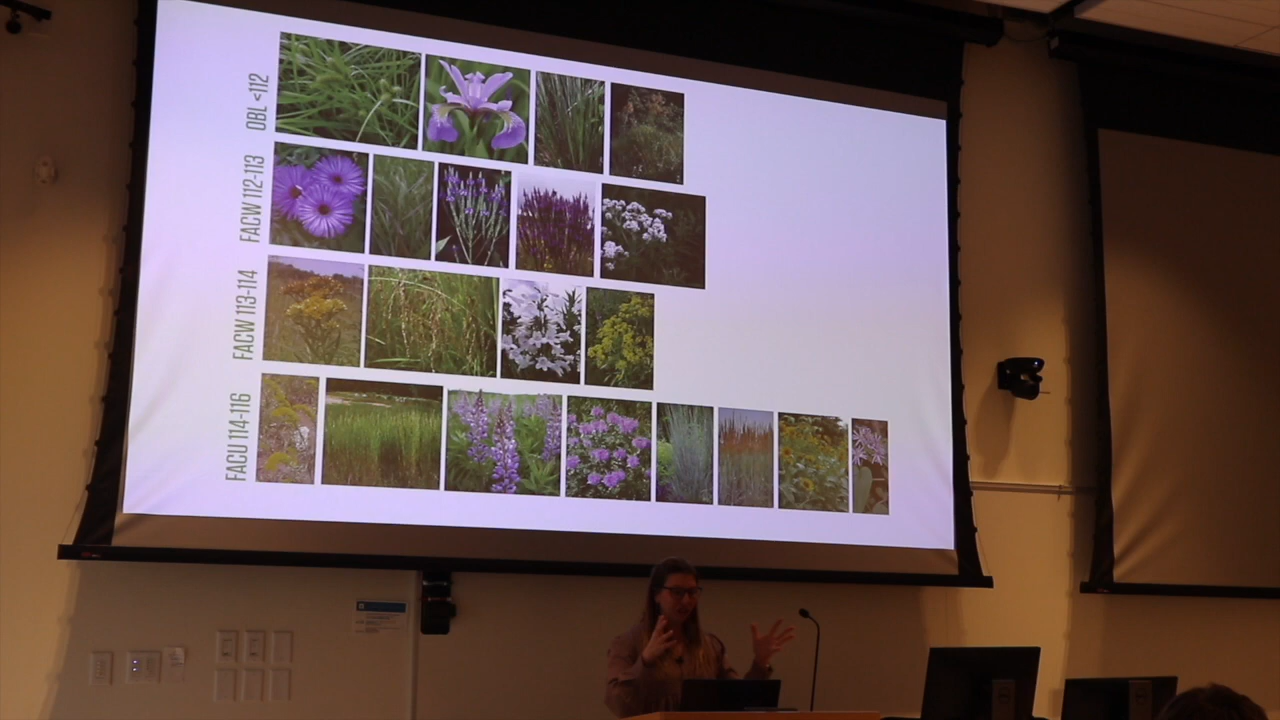 OBL <112
FACW 112-113
FACW 113-114
FACU 114-116